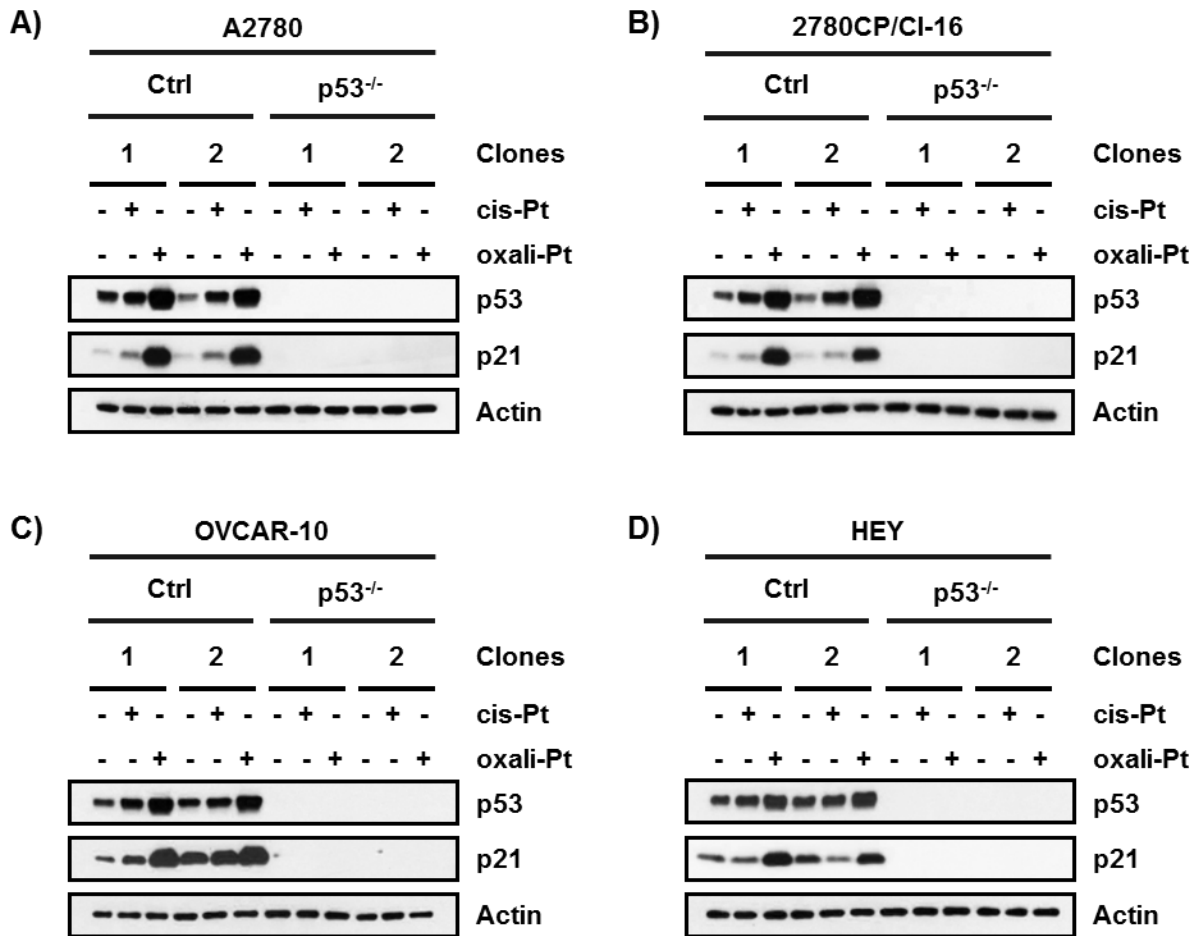 A) A2780
Ctrl p53-/-
1 2 1 2 Clones
- + - - + - - + - - + - cis-Pt
- - + - - + - - + - - + oxali-Pt
p53
p21
Actin
B) 2780CP/CI-16
Ctrl p53-/-
1 2 1 2 Clones
- + - - + - - + - - + - cis-Pt
- - + - - + - - + - - + oxali-Pt
p53
p21
Actin
C) OVCAR-10
Ctrl p53-/-
1 2 1 2 Clones
- + - - + - - + - - + - cis-Pt
- - + - - + - - + - - + oxali-Pt
p53
p21
Actin
D) HEY
Ctrl p53-/-
1 2 1 2 Clones
- + - - + - - + - - + - cis-Pt
- - + - - + - - + - - + oxali-Pt
p53
p21
Actin